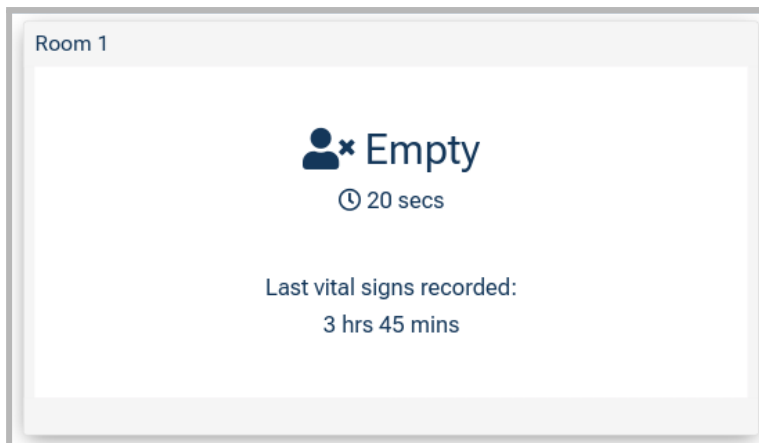 Room 1
Empty
20 secs
Last vital signs recorded:
3 hrs 45 mins